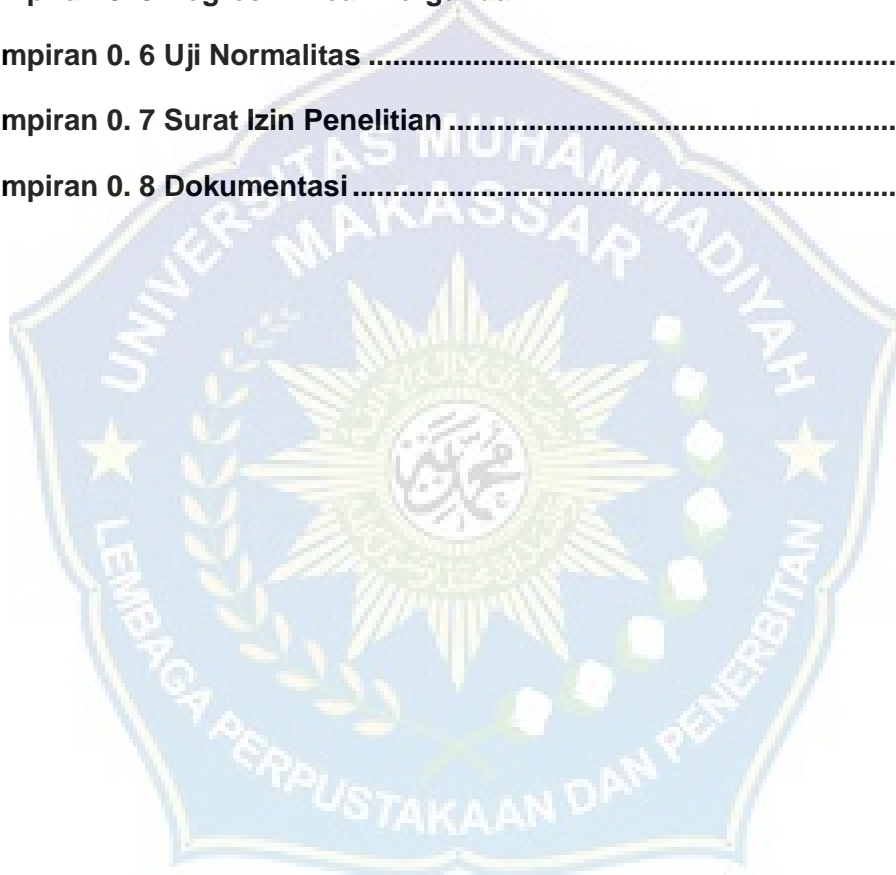 mpiran 0. 6 Uji Normalitas ....................................................................
mpiran 0. 7 Surat Izin Penelitian ..........................................................
mpiran 0. 8 Dokumentasi ......................................................................
UNIVERSITAS MUHAMMADIYAH
MAKASSAR
LEMBAGA PERPUSTAKAAN DAN PENERBITAN